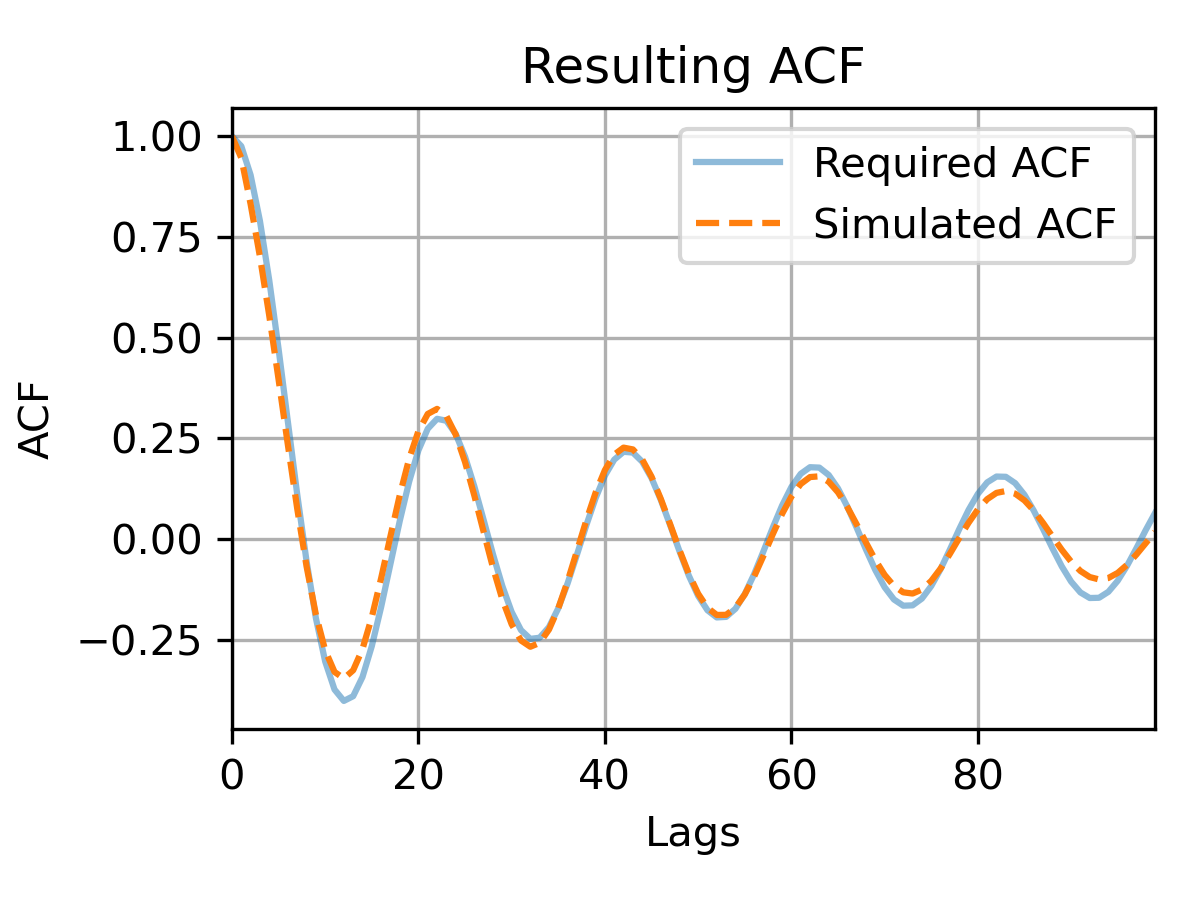 Resulting ACF
1.00
0.75
0.50
0.25
0.00
−0.25
ACF
Required ACF
Simulated ACF
0 20 40 60 80
Lags